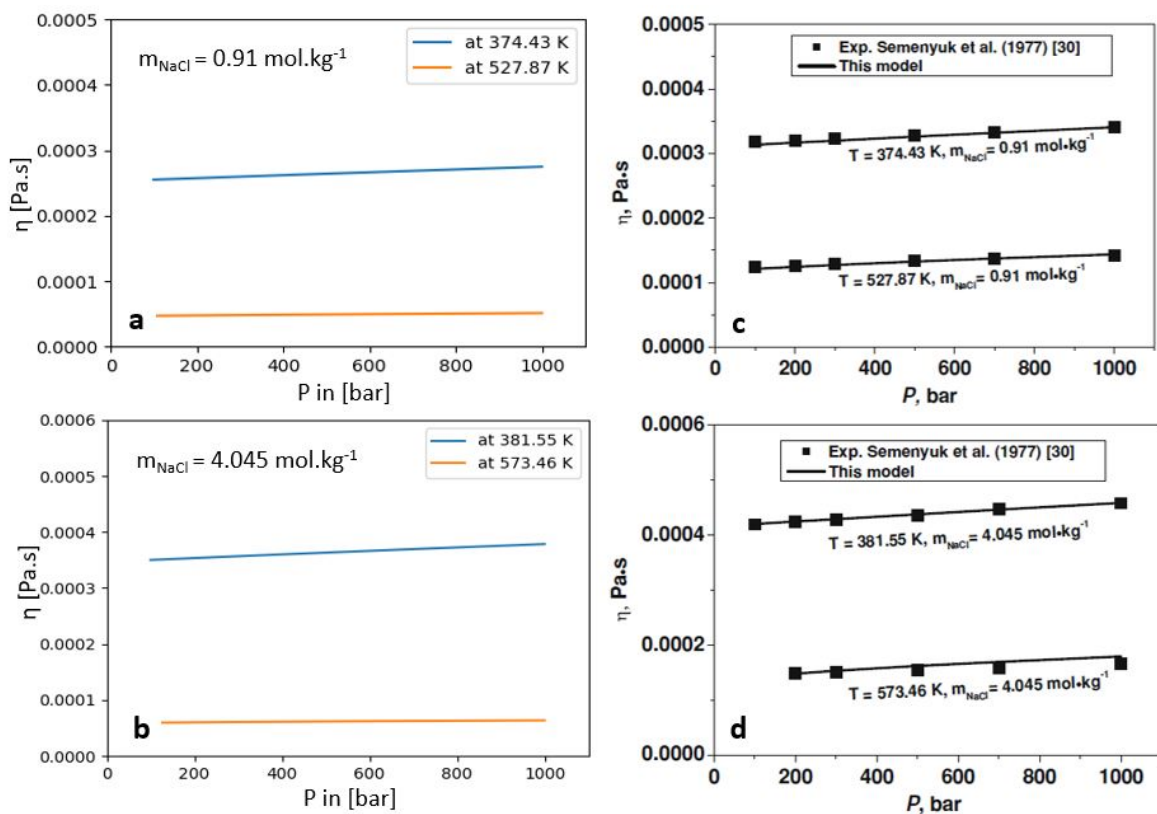 a
0.0005
0.0004
0.0003
0.0002
0.0001
0.0000
η [Pa.s]
m_NaCl = 0.91 mol.kg⁻¹
at 374.43 K
at 527.87 K
0 200 400 600 800 1000
P in [bar]
c
0.0005
0.0004
0.0003
0.0002
0.0001
0.0000
η, Pa•s
Exp. Semenyuk et al. (1977) [30]
This model
T = 374.43 K, m_NaCl= 0.91 mol•kg⁻¹
T = 527.87 K, m_NaCl= 0.91 mol•kg⁻¹
0 200 400 600 800 1000
P, bar
b
0.0006
0.0005
0.0004
0.0003
0.0002
0.0001
0.0000
η [Pa.s]
m_NaCl = 4.045 mol.kg⁻¹
at 381.55 K
at 573.46 K
0 200 400 600 800 1000
P in [bar]
d
0.0006
0.0004
0.0002
0.0000
η, Pa•s
Exp. Semenyuk et al. (1977) [30]
This model
T = 381.55 K, m_NaCl= 4.045 mol•kg⁻¹
T = 573.46 K, m_NaCl= 4.045 mol•kg⁻¹
0 200 400 600 800 1000
P, bar